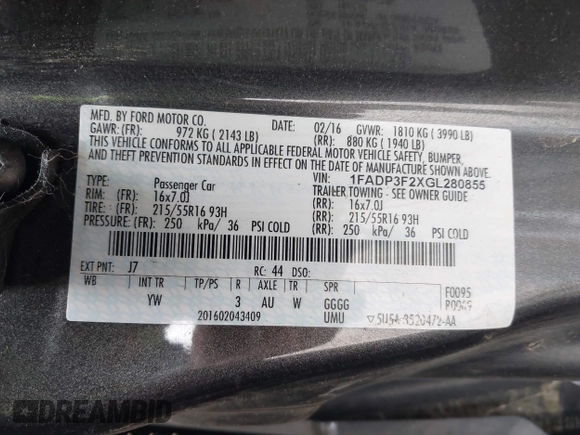 MFD. BY FORD MOTOR CO.
DATE: 02/16 GVWR: 1810 KG ( 3990 LB)
GAWR: (FR): 972 KG ( 2143 LB) (RR): 880 KG ( 1940 LB)
THIS VEHICLE CONFORMS TO ALL APPLICABLE FEDERAL MOTOR VEHICLE SAFETY, BUMPER,
AND THEFT PREVENTION STANDARDS IN EFFECT ON THE DATE OF MANUFACTURE SHOWN ABOVE.
VIN: 1FADP3F2XGL280855
TYPE: Passenger Car TRAILER TOWING - SEE OWNER GUIDE
RIM: (FR): 16x7.0J (RR): 16x7.0J
TIRE: (FR): 215/55R16 93H (RR): 215/55R16 93H
PRESSURE: (FR): 250 kPa/ 36 PSI COLD (RR): 250 kPa/ 36 PSI COLD
EXT PNT: J7 RC: 44 DSO:
WB INT TR TP/PS R AXLE TR SPR F0095
YW 3 AU W GGGG
201602043409 UMU
DREAMBID